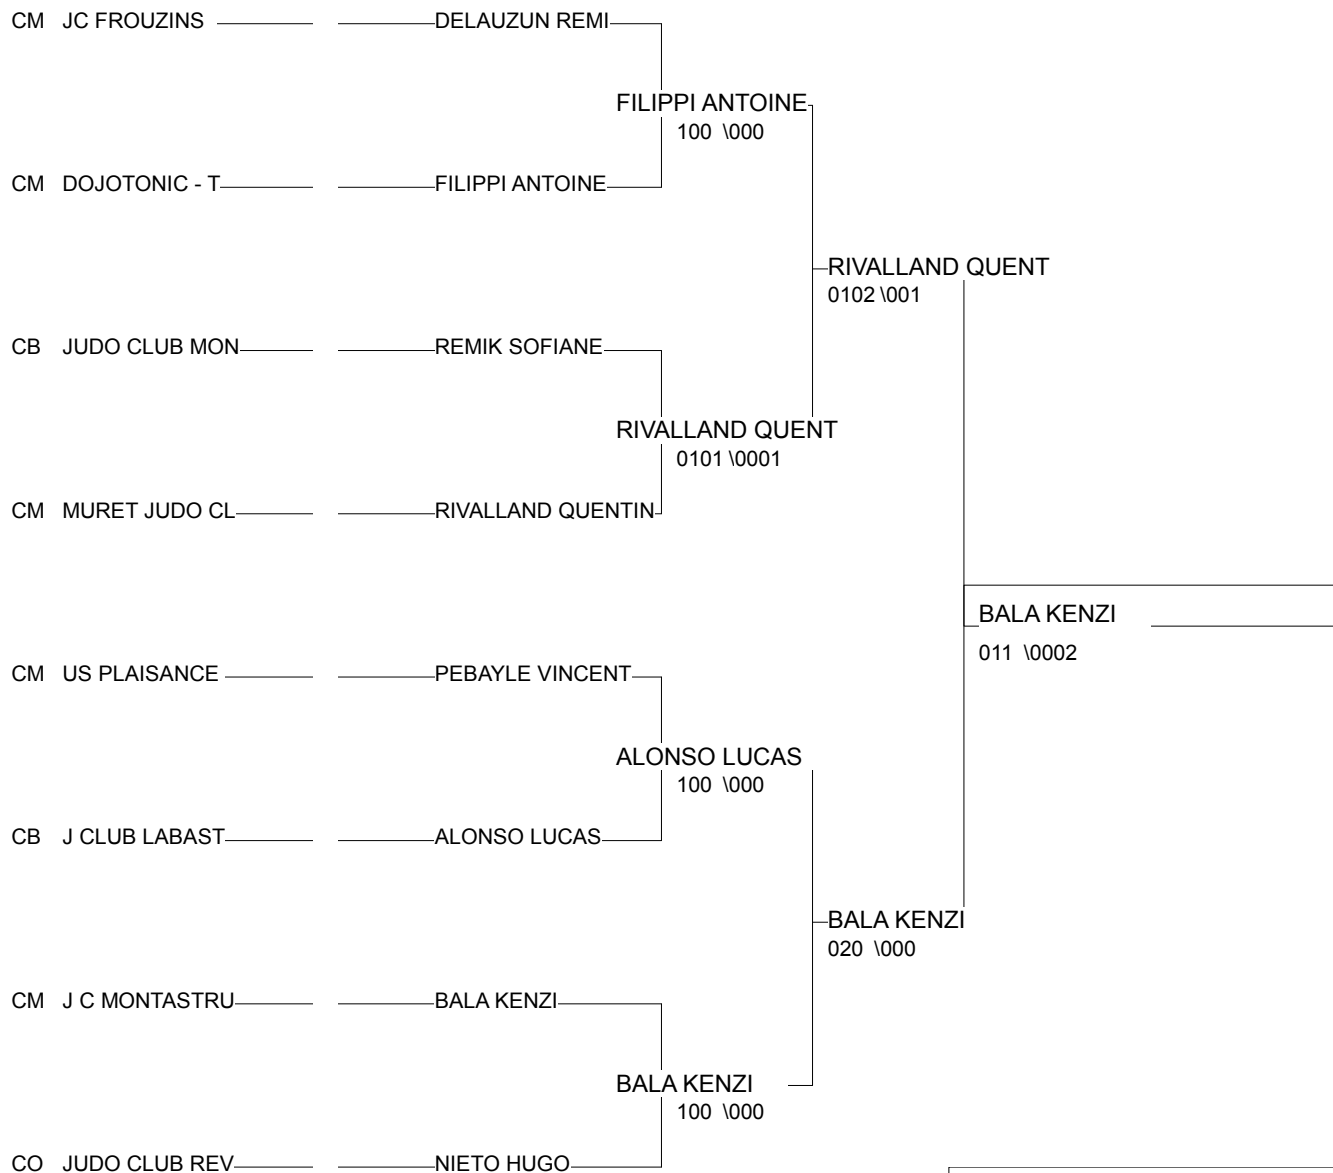 CM JC FROUZINS DELAUZUN REMI
FILIPPI ANTOINE
100 \000
CM DOJOTONIC - T FILIPPI ANTOINE
RIVALLAND QUENT
0102 \001
CB JUDO CLUB MON REMIK SOFIANE
RIVALLAND QUENT
0101 \0001
CM MURET JUDO CL RIVALLAND QUENTIN
BALA KENZI
011 \0002
CM US PLAISANCE PEBAYLE VINCENT
ALONSO LUCAS
100 \000
CB J CLUB LABAST ALONSO LUCAS
BALA KENZI
020 \000
CM J C MONTASTRU BALA KENZI
BALA KENZI
100 \000
CO JUDO CLUB REV NIETO HUGO